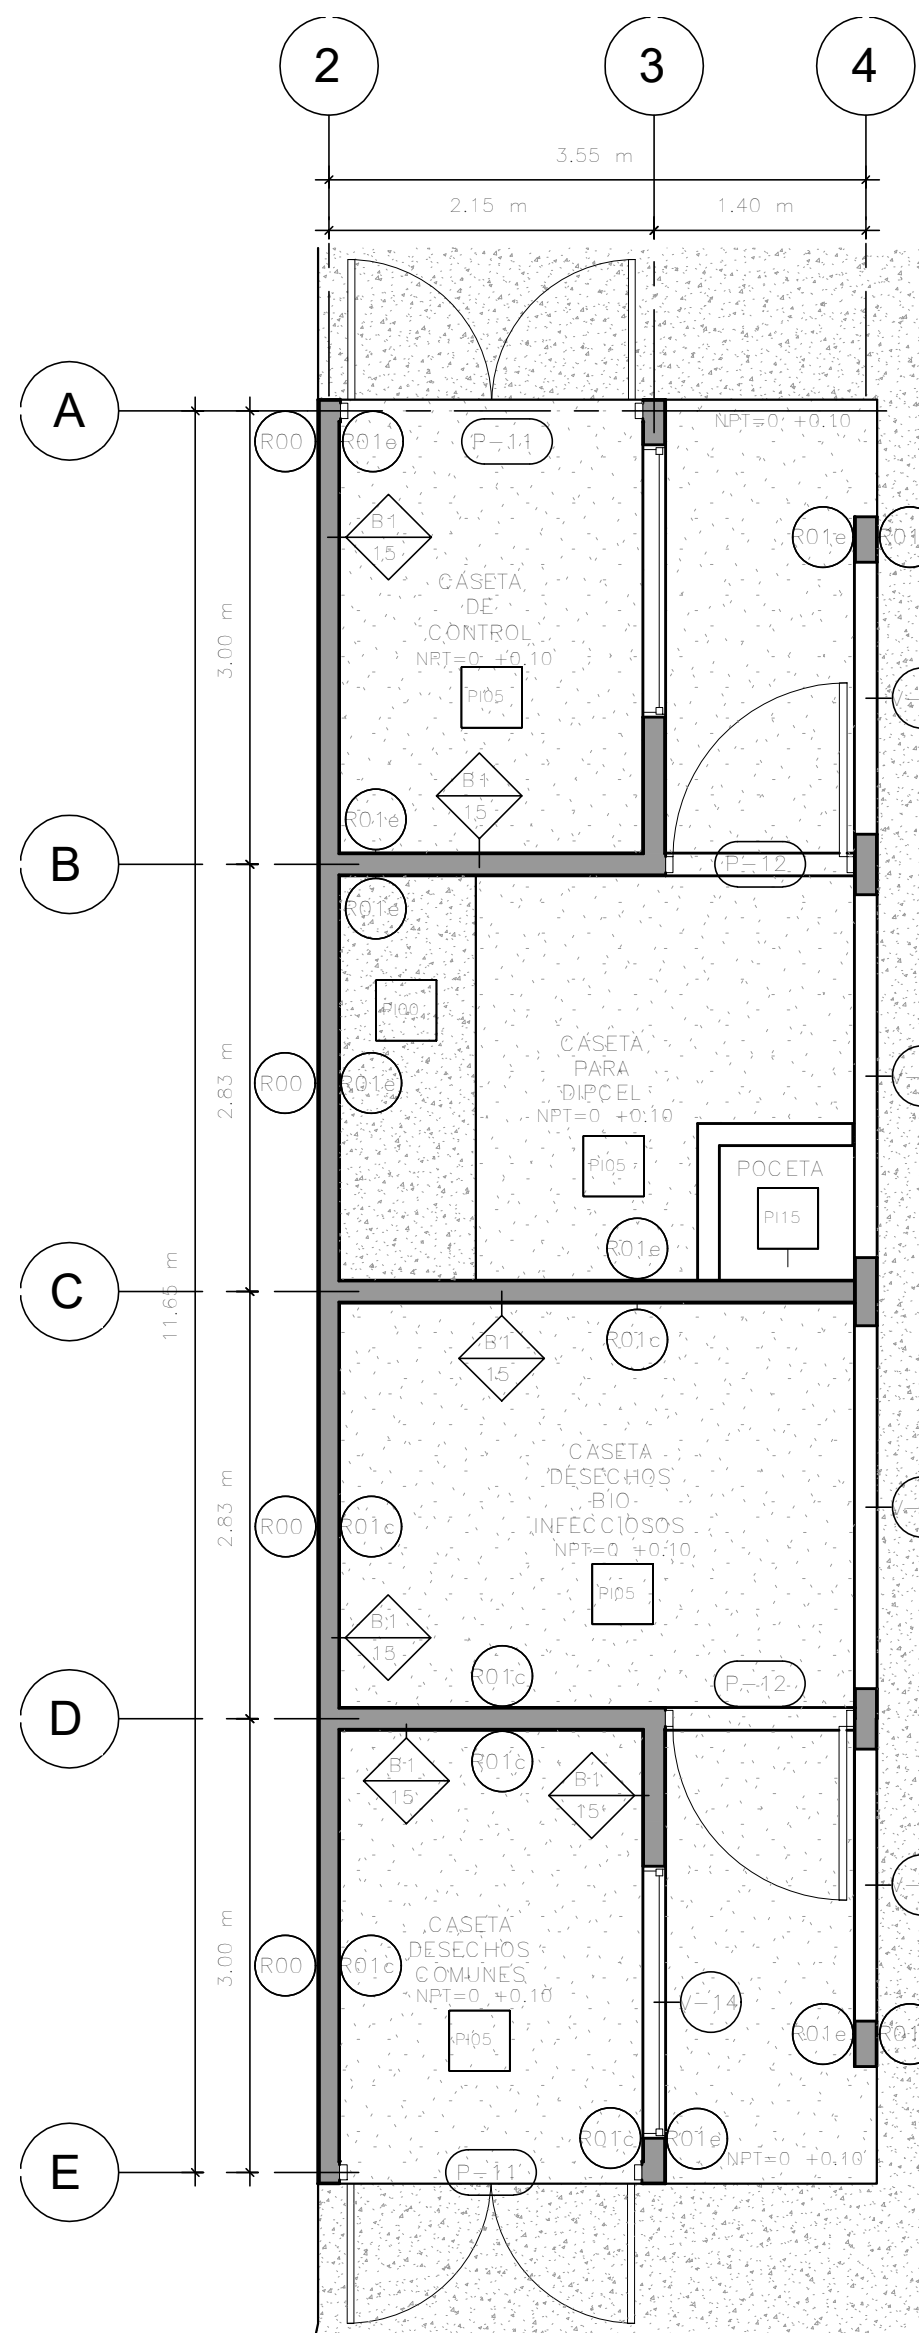 2
3
4
3.55 m
2.15 m
1.40 m
A
R00
R01e
P-11
NPT=0 +0.10
B1
15
R01e
CASETA
DE
CONTROL
NPT=0 +0.10
PI05
3.00 m
B1
15
R01e
B
P-12
R01e
PI00
CASETA
PARA
DIPCEL
NPT=0 +0.10
2.83 m
R00
R01e
PI05
POCETA
PI15
R01e
C
11.65 m
R01c
B1
15
CASETA
DESECHOS
BIO
INFECCIOSOS
NPT=0 +0.10
2.83 m
R00
R01c
PI05
B1
15
R01c
P-12
D
R01c
B1
15
B1
15
CASETA
DESECHOS
COMUNES
NPT=0 +0.10
3.00 m
R00
R01c
V-14
PI05
R01e
R01c
R01e
E
P-11
NPT=0 +0.10